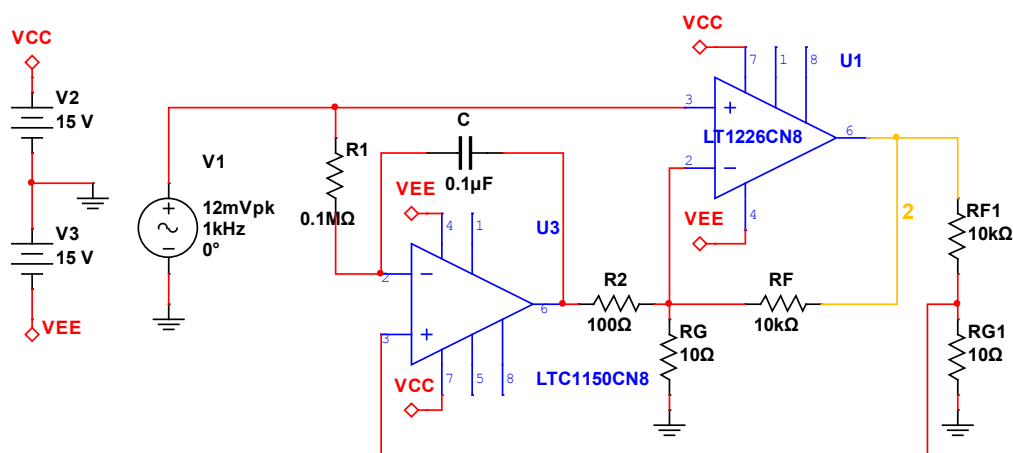 VCC
V2
15 V
V3
15 V
VEE
V1
12mVpk
1kHz
0°
R1
0.1MΩ
C
0.1µF
VEE
4
1
U3
2
3
6
7
5
8
VCC
LTC1150CN8
R2
100Ω
RG
10Ω
RF
10kΩ
VCC
7
1
8
U1
3
2
LT1226CN8
6
4
VEE
2
RF1
10kΩ
RG1
10Ω